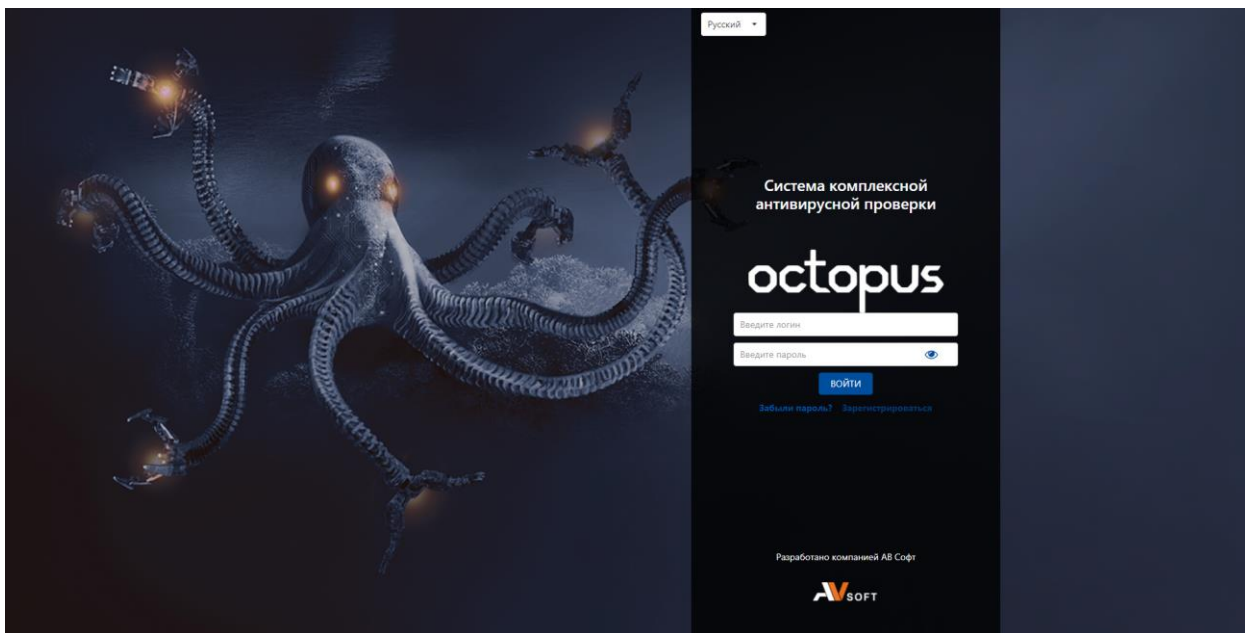 Русский
Система комплексной
антивирусной проверки
octopus
Введите логин
Введите пароль
ВОЙТИ
Забыли пароль? Зарегистрироваться
Разработано компанией АВ Софт
AVSOFT